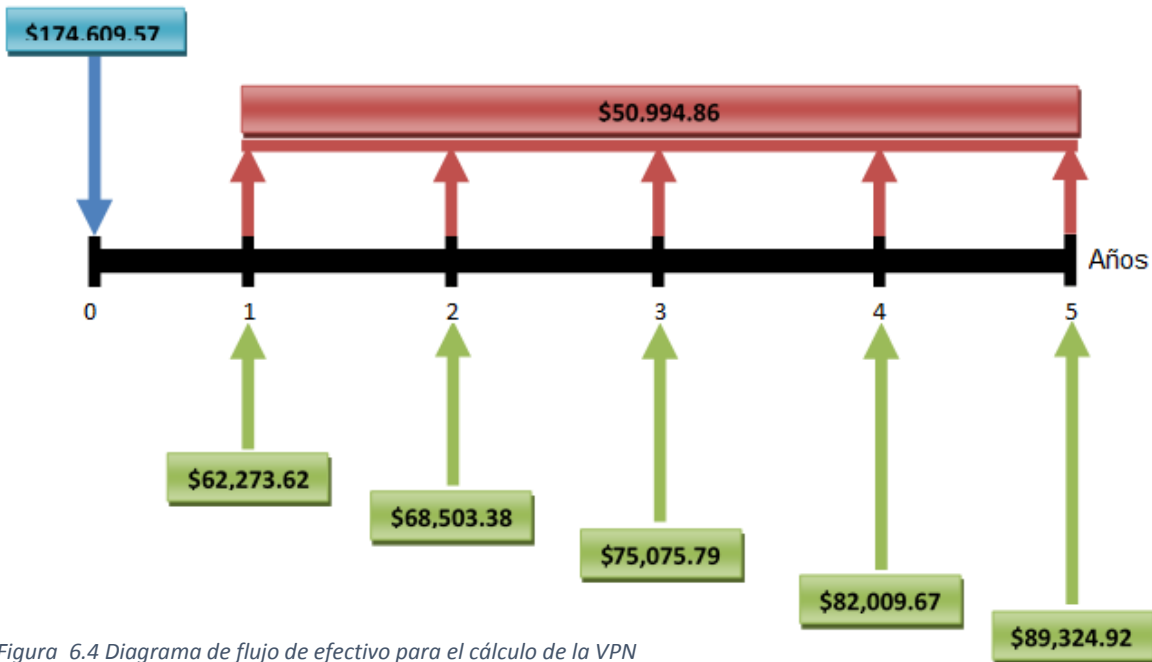 $174,609.57
$50,994.86
Años
0 1 2 3 4 5
$62,273.62
$68,503.38
$75,075.79
$82,009.67
$89,324.92
Figura 6.4 Diagrama de flujo de efectivo para el cálculo de la VPN